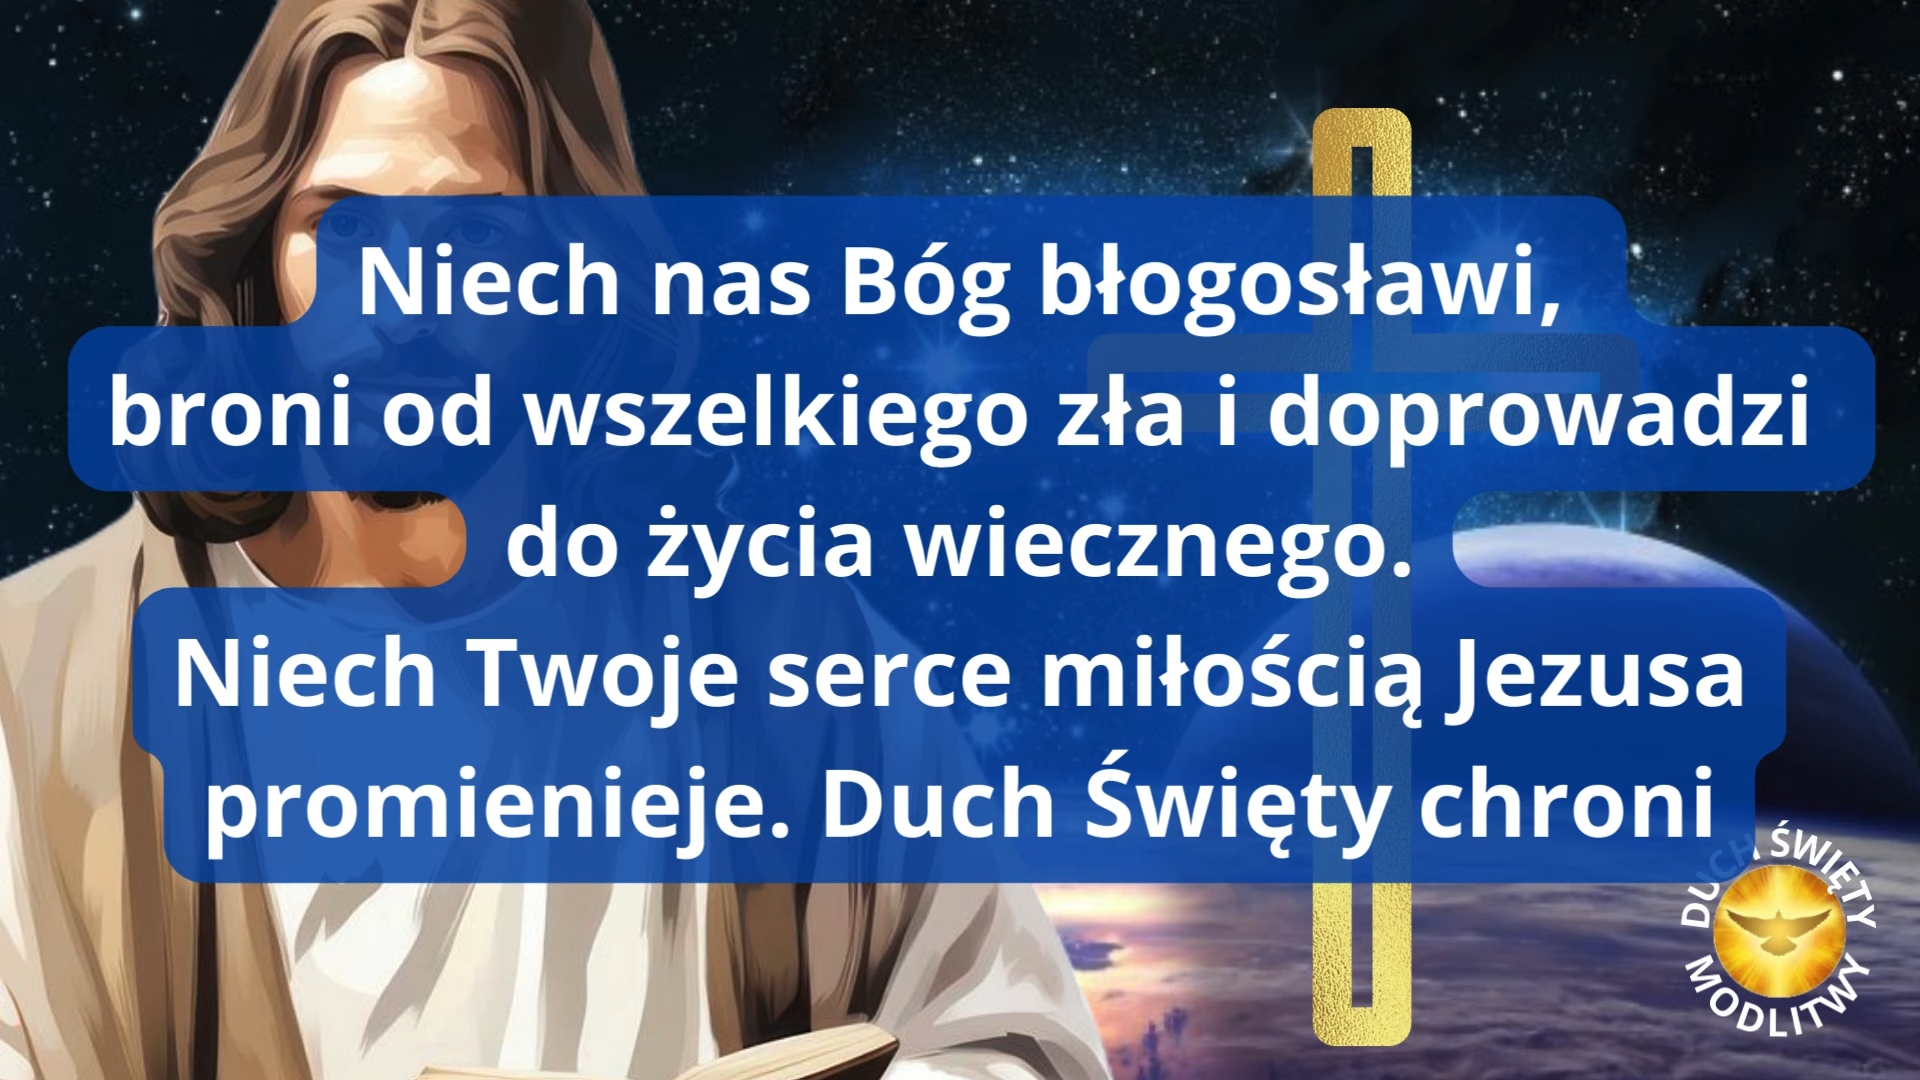 Niech nas Bóg błogosławi,
broni od wszelkiego zła i doprowadzi
do życia wiecznego.
Niech Twoje serce miłością Jezusa
promienieje. Duch Święty chroni
DUCH ŚWIĘTY
MODLITWY